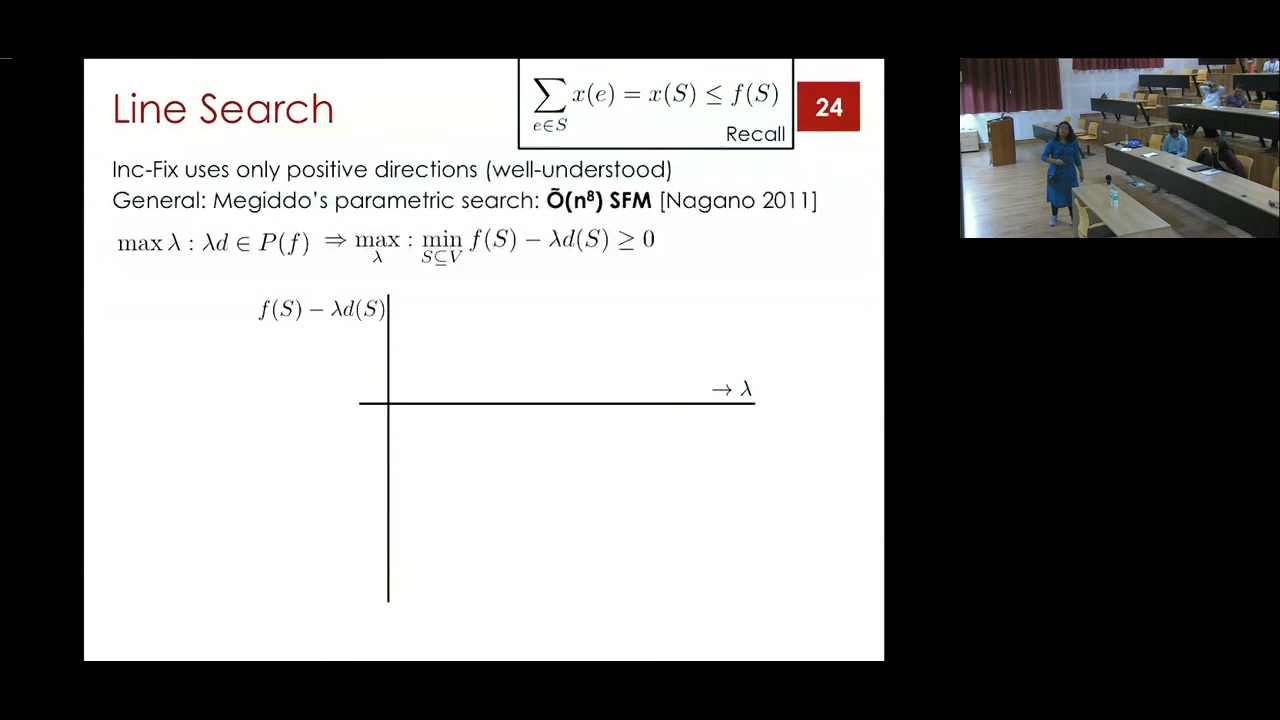 Line Search
∑_{e∈S} x(e) = x(S) ≤ f(S)
Recall
24
Inc-Fix uses only positive directions (well-understood)
General: Megiddo's parametric search: Õ(n⁸) SFM [Nagano 2011]
max λ : λd ∈ P(f) ⇒ max_λ : min_{S⊆V} f(S) − λd(S) ≥ 0
f(S) − λd(S)
→ λ